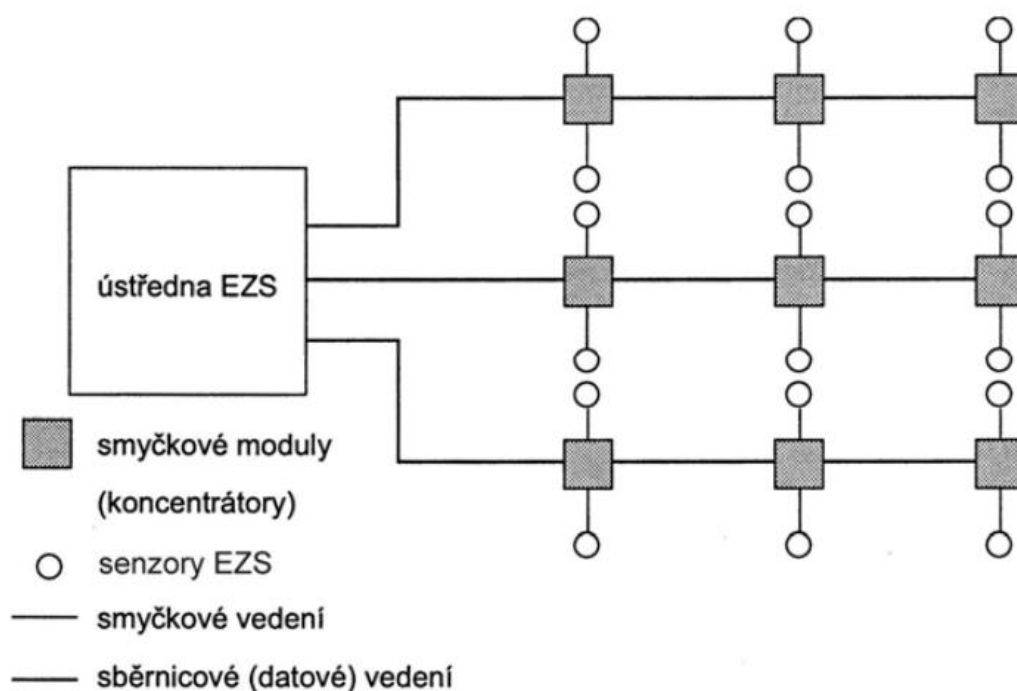 ústředna EZS
smyčkové moduly
(koncentrátory)
senzory EZS
smyčkové vedení
sběrnicové (datové) vedení